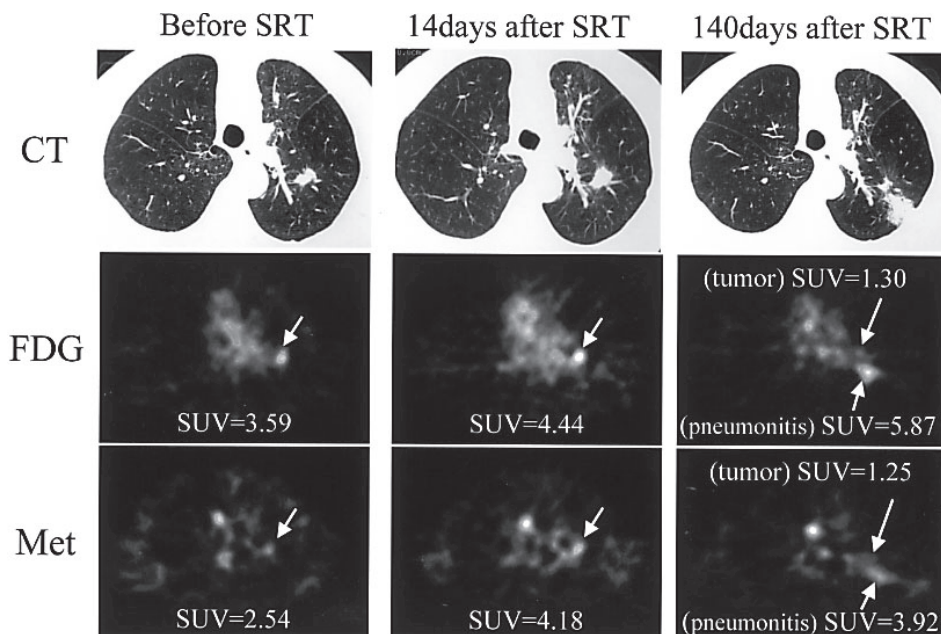 Before SRT
14days after SRT
140days after SRT
CT
FDG
SUV=3.59
SUV=4.44
(tumor) SUV=1.30
(pneumonitis) SUV=5.87
Met
SUV=2.54
SUV=4.18
(tumor) SUV=1.25
(pneumonitis) SUV=3.92